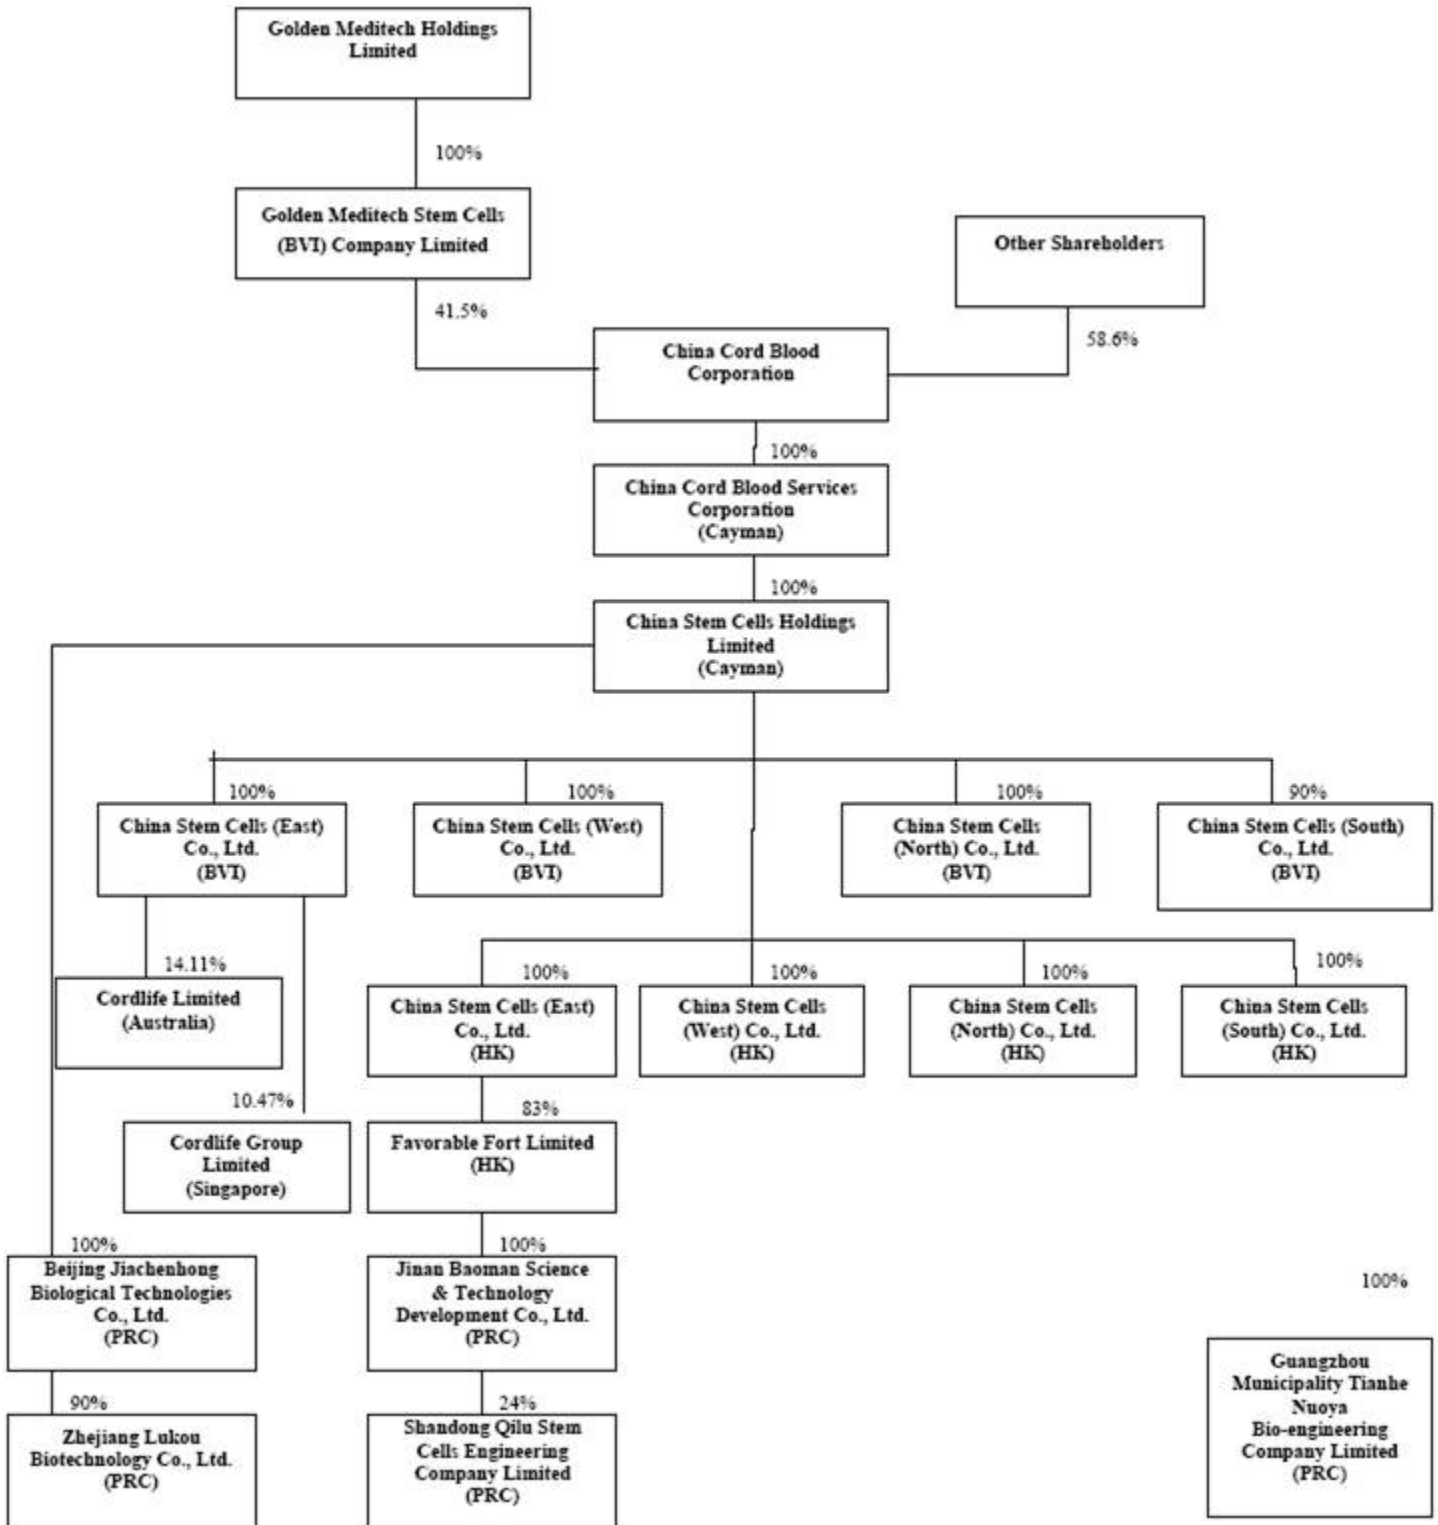 Golden Meditech Holdings
Limited
100%
Golden Meditech Stem Cells
(BVI) Company Limited
Other Shareholders
41.5%
58.6%
China Cord Blood
Corporation
100%
China Cord Blood Services
Corporation
(Cayman)
100%
China Stem Cells Holdings
Limited
(Cayman)
100%
China Stem Cells (East)
Co., Ltd.
(BVI)
100%
China Stem Cells (West)
Co., Ltd.
(BVI)
100%
China Stem Cells
(North) Co., Ltd.
(BVI)
90%
China Stem Cells (South)
Co., Ltd.
(BVI)
14.11%
Cordlife Limited
(Australia)
100%
China Stem Cells (East)
Co., Ltd.
(HK)
100%
China Stem Cells
(West) Co., Ltd.
(HK)
100%
China Stem Cells
(North) Co., Ltd.
(HK)
100%
China Stem Cells
(South) Co., Ltd.
(HK)
10.47%
Cordlife Group
Limited
(Singapore)
83%
Favorable Fort Limited
(HK)
100%
Beijing Jiachenhong
Biological Technologies
Co., Ltd.
(PRC)
100%
Jinan Baoman Science
& Technology
Development Co., Ltd.
(PRC)
100%
Guangzhou
Municipality Tianhe
Nuoya
Bio-engineering
Company Limited
(PRC)
90%
Zhejiang Lukou
Biotechnology Co., Ltd.
(PRC)
24%
Shandong Qilu Stem
Cells Engineering
Company Limited
(PRC)